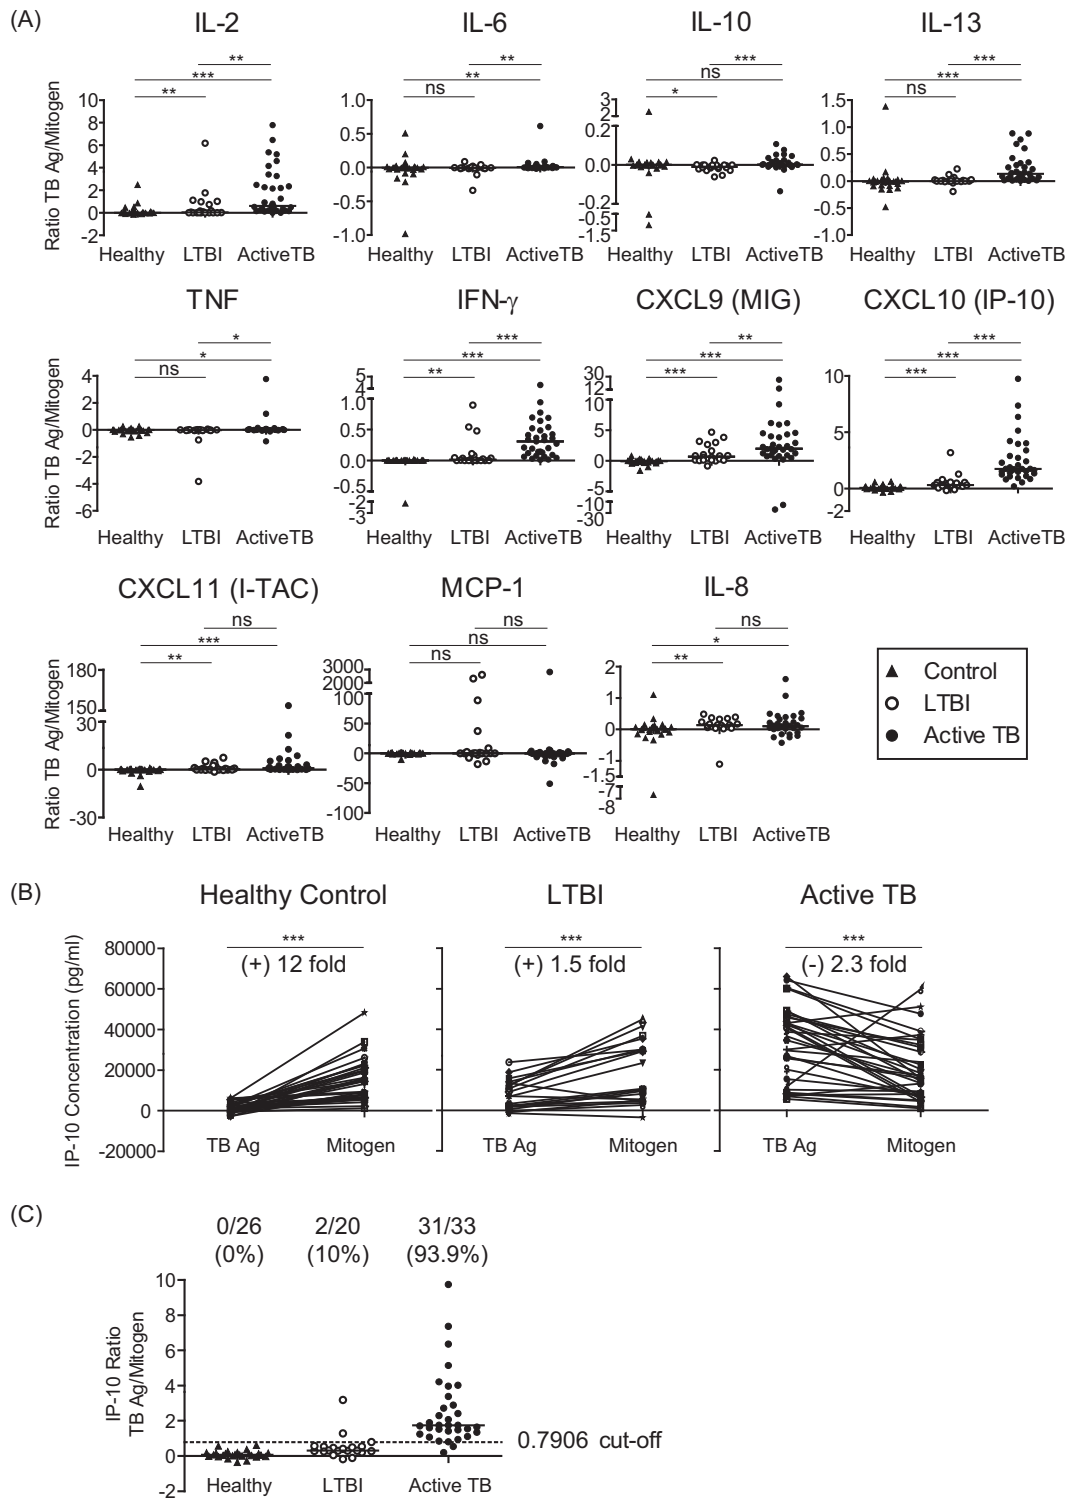 (A)
IL-2
IL-6
IL-10
IL-13
** *** **
** ** ns
*** ns *
*** *** ns
Ratio TB Ag/Mitogen
10 8 6 4 2 0 -2
1.0 0.5 0.0 -0.5 -1.0
3 2 0.2 0.0 -0.2 -0.5 -1.5
1.5 1.0 0.5 0.0 -0.5 -1.0
Healthy LTBI ActiveTB
Healthy LTBI ActiveTB
Healthy LTBI ActiveTB
Healthy LTBI ActiveTB
TNF
IFN-γ
CXCL9 (MIG)
CXCL10 (IP-10)
* * ns
*** *** **
** *** ***
*** *** ***
Ratio TB Ag/Mitogen
4 2 0 -2 -4 -6
5 4 1.0 0.5 0.0 -0.5 -2 -3
30 12 10 5 0 -5 -10 -30
10 5 0 -2
Healthy LTBI ActiveTB
Healthy LTBI ActiveTB
Healthy LTBI ActiveTB
Healthy LTBI ActiveTB
CXCL11 (I-TAC)
MCP-1
IL-8
ns *** **
ns ns ns
ns * **
Ratio TB Ag/Mitogen
180 150 30 0 -30
3000 2000 100 50 0 -50 -100
2 1 0 -1 -1.5 -7 -8
Healthy LTBI ActiveTB
Healthy LTBI ActiveTB
Healthy LTBI ActiveTB
Control
LTBI
Active TB
(B)
Healthy Control
LTBI
Active TB
IP-10 Concentration (pg/ml)
80000 60000 40000 20000 0 -20000
***
(+) 12 fold
***
(+) 1.5 fold
***
(-) 2.3 fold
TB Ag Mitogen
TB Ag Mitogen
TB Ag Mitogen
(C)
0/26 2/20 31/33
(0%) (10%) (93.9%)
IP-10 Ratio
TB Ag/Mitogen
10 8 6 4 2 0 -2
0.7906 cut-off
Healthy LTBI Active TB